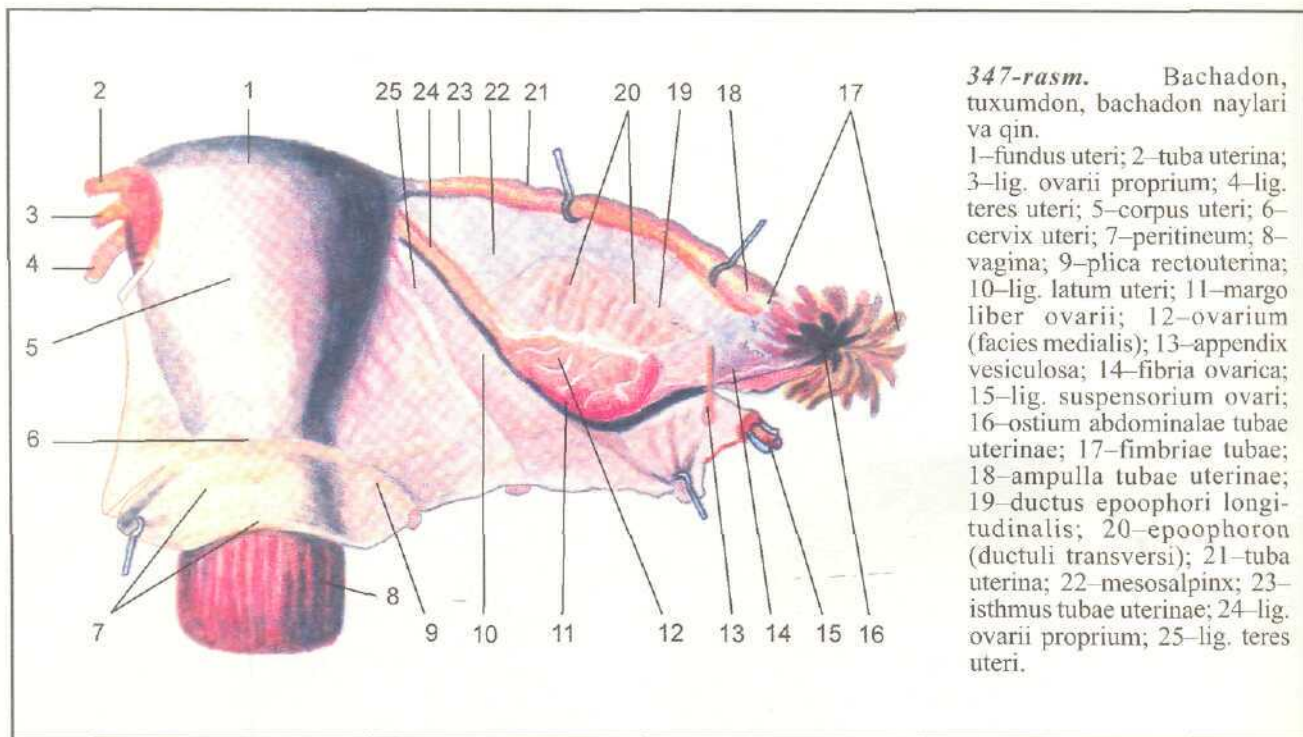 2 1 25 24 23 22 21 20 19 18 17
3
4
5
6
7 8 9 10 11 12 13 14 15 16
347-rasm. Bachadon,
tuxumdon, bachadon naylari
va qin.
1–fundus uteri; 2–tuba uterina;
3–lig. ovarii proprium; 4–lig.
teres uteri; 5–corpus uteri; 6–
cervix uteri; 7–peritineum; 8–
vagina; 9–plica rectouterina;
10–lig. latum uteri; 11–margo
liber ovarii; 12–ovarium
(facies medialis); 13–appendix
vesiculosa; 14–fibria ovarica;
15–lig. suspensorium ovari;
16–ostium abdominalae tubae
uterinae; 17–fimbriae tubae;
18–ampulla tubae uterinae;
19–ductus epoophori longi-
tudinalis; 20–epoophoron
(ductuli transversi); 21–tuba
uterina; 22–mesosalpinx; 23–
isthmus tubae uterinae; 24–lig.
ovarii proprium; 25–lig. teres
uteri.